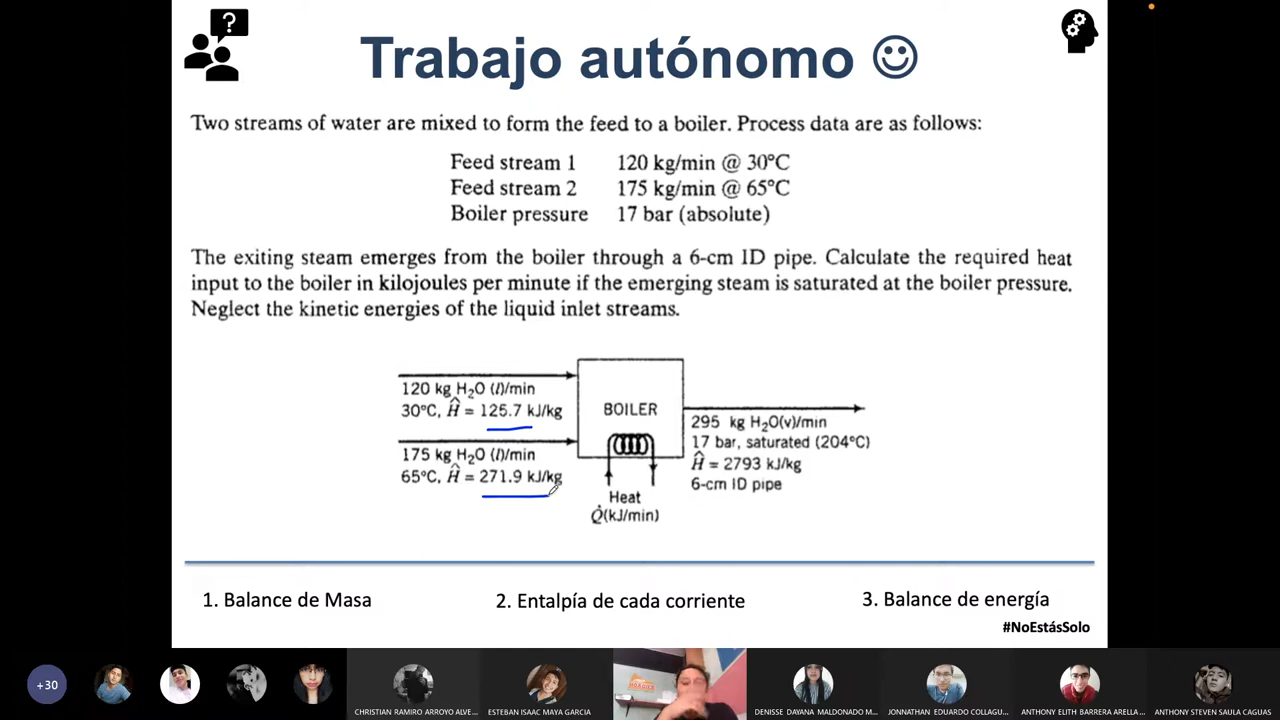 ?
Trabajo autónomo ☺
Two streams of water are mixed to form the feed to a boiler. Process data are as follows:
Feed stream 1 120 kg/min @ 30°C
Feed stream 2 175 kg/min @ 65°C
Boiler pressure 17 bar (absolute)
The exiting steam emerges from the boiler through a 6-cm ID pipe. Calculate the required heat
input to the boiler in kilojoules per minute if the emerging steam is saturated at the boiler pressure.
Neglect the kinetic energies of the liquid inlet streams.
120 kg H₂O (l)/min
30°C, Ĥ = 125.7 kJ/kg
175 kg H₂O (l)/min
65°C, Ĥ = 271.9 kJ/kg
BOILER
Heat
Q̇(kJ/min)
295 kg H₂O(v)/min
17 bar, saturated (204°C)
Ĥ = 2793 kJ/kg
6-cm ID pipe
1. Balance de Masa
2. Entalpía de cada corriente
3. Balance de energía
#NoEstásSolo
+30
CHRISTIAN RAMIRO ARROYO ALVE...
ESTEBAN ISAAC MAYA GARCIA
DENISSE DAYANA MALDONADO M...
JONNATHAN EDUARDO COLLAGU...
ANTHONY ELITH BARRERA ARELLA ...
ANTHONY STEVEN SAULA CAGUAS